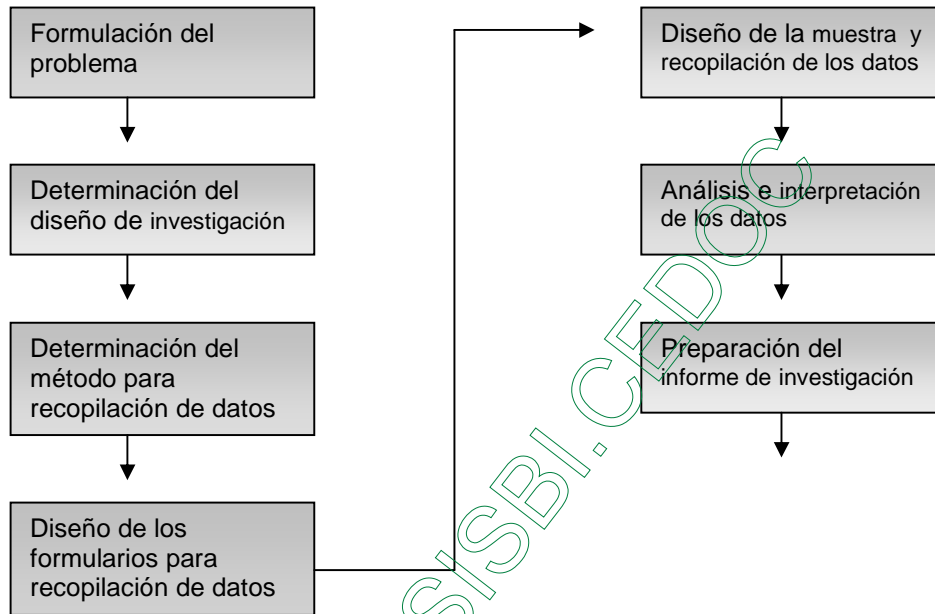 Formulación del
problema
Determinación del
diseño de investigación
Determinación del
método para
recopilación de datos
Diseño de los
formularios para
recopilación de datos
Diseño de la muestra y
recopilación de los datos
Análisis e interpretación
de los datos
Preparación del
informe de investigación
SISBI.CEDOC